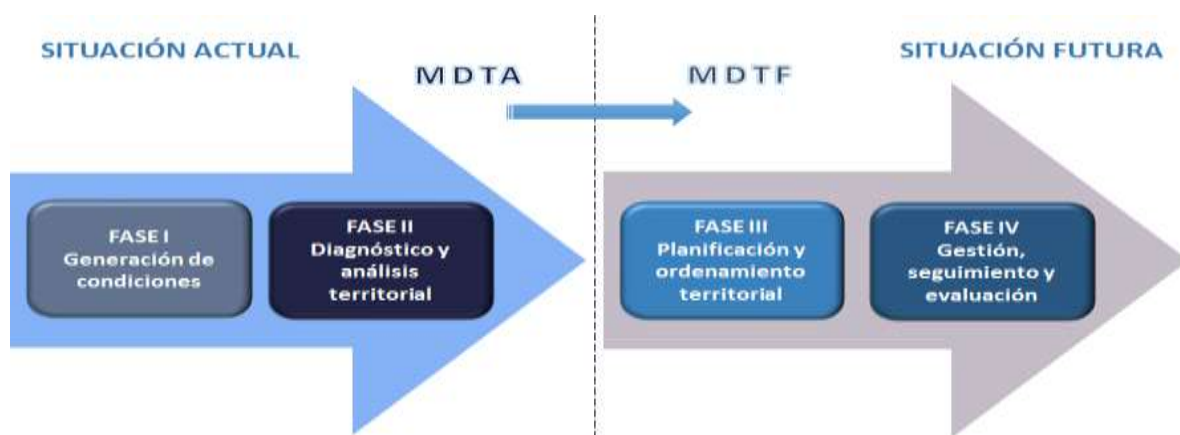 SITUACIÓN ACTUAL
MDTA
MDTF
SITUACIÓN FUTURA
FASE I
Generación de
condiciones
FASE II
Diagnóstico y
análisis
territorial
FASE III
Planificación y
ordenamiento
territorial
FASE IV
Gestión,
seguimiento y
evaluación